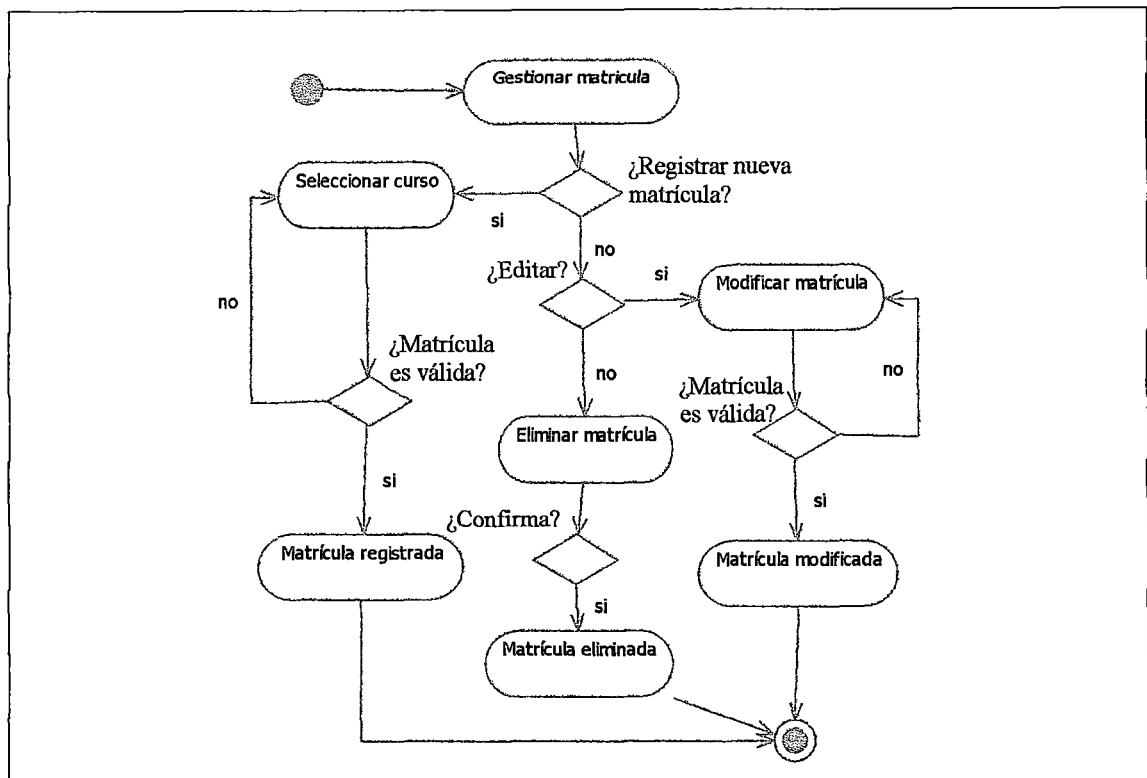 Gestionar matricula
¿Registrar nueva
matrícula?
Seleccionar curso
si
no
¿Editar?
si
Modificar matrícula
no
¿Matrícula
es válida?
no
¿Matrícula
es válida?
no
Eliminar matrícula
si
si
¿Confirma?
Matrícula registrada
Matrícula modificada
si
Matrícula eliminada